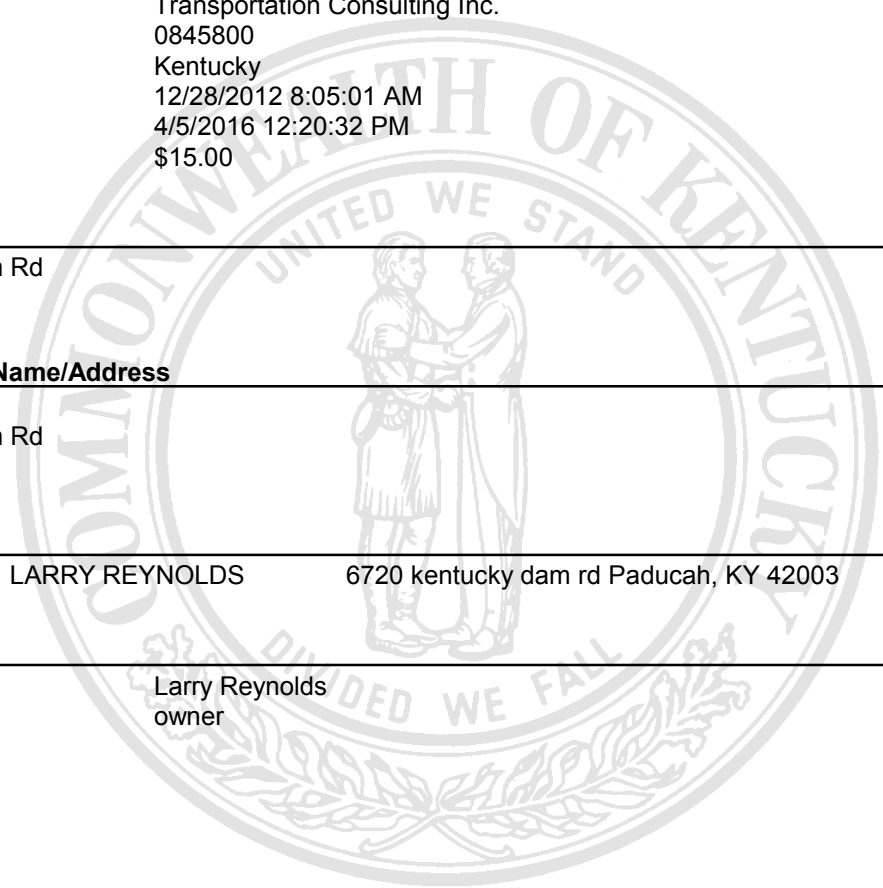 Transportation Consulting Inc.
0845800
Kentucky
12/28/2012 8:05:01 AM
4/5/2016 12:20:32 PM
$15.00
COMMONWEALTH OF KENTUCKY
UNITED WE STAND
Rd
Name/Address
Rd
LARRY REYNOLDS 6720 kentucky dam rd Paducah, KY 42003
DIVIDED WE FALL
Larry Reynolds
owner